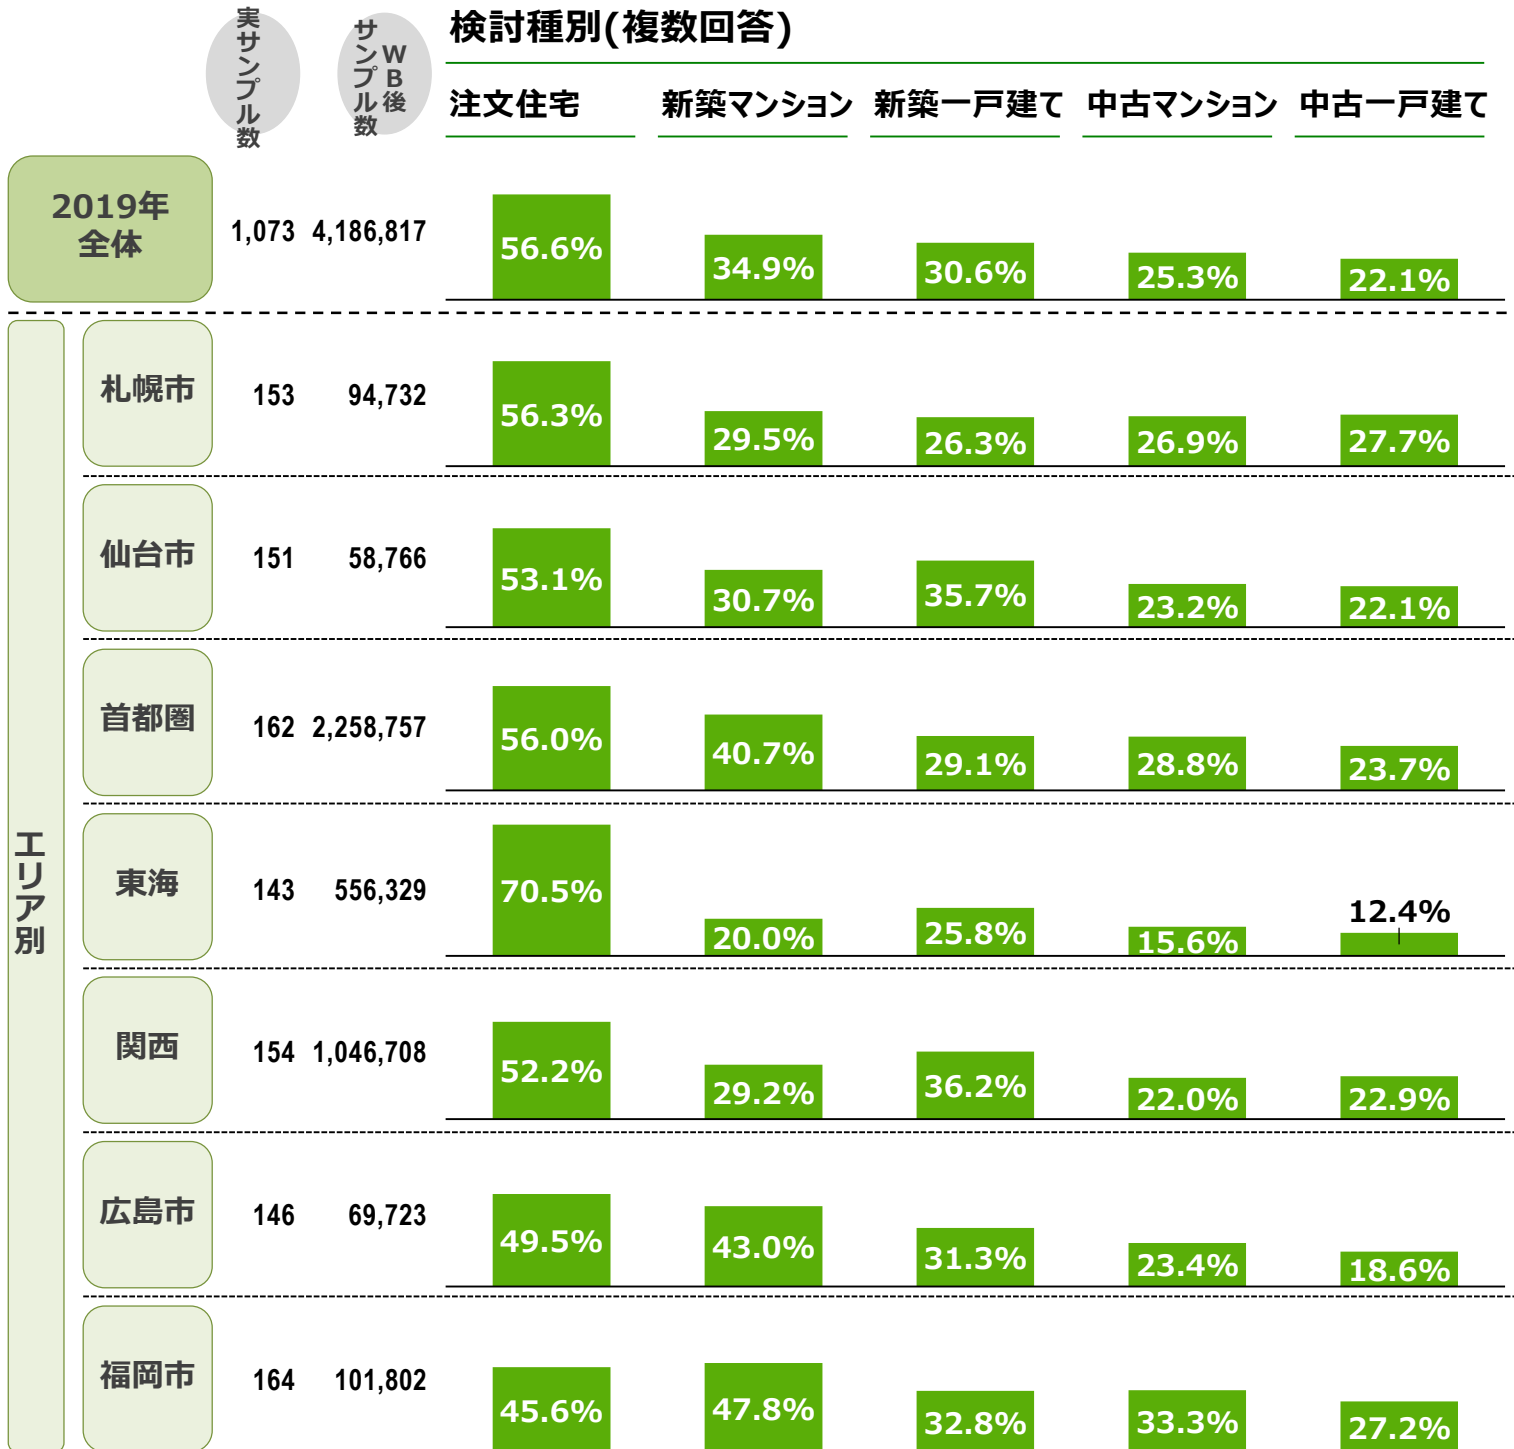 実サンプル数
WB後
サンプル数
検討種別(複数回答)
注文住宅 新築マンション 新築一戸建て 中古マンション 中古一戸建て
2019年
全体
1,073 4,186,817 56.6% 34.9% 30.6% 25.3% 22.1%
エリア別
札幌市 153 94,732 56.3% 29.5% 26.3% 26.9% 27.7%
仙台市 151 58,766 53.1% 30.7% 35.7% 23.2% 22.1%
首都圏 162 2,258,757 56.0% 40.7% 29.1% 28.8% 23.7%
東海 143 556,329 70.5% 20.0% 25.8% 15.6% 12.4%
関西 154 1,046,708 52.2% 29.2% 36.2% 22.0% 22.9%
広島市 146 69,723 49.5% 43.0% 31.3% 23.4% 18.6%
福岡市 164 101,802 45.6% 47.8% 32.8% 33.3% 27.2%